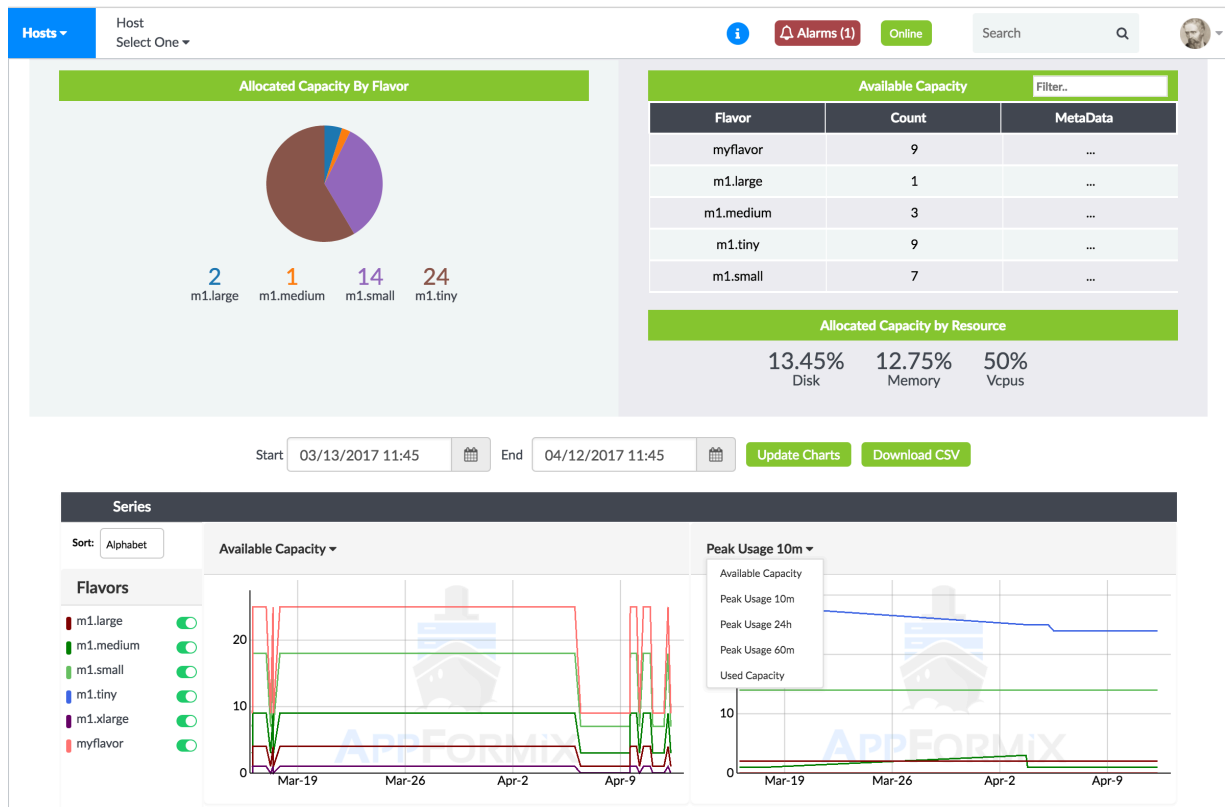 Hosts
Host
Select One
Alarms (1)
Online
Search
Allocated Capacity By Flavor
2 1 14 24
m1.large m1.medium m1.small m1.tiny
Available Capacity
Filter..
Flavor Count MetaData
myflavor 9 ...
m1.large 1 ...
m1.medium 3 ...
m1.tiny 9 ...
m1.small 7 ...
Allocated Capacity by Resource
13.45% 12.75% 50%
Disk Memory Vcpus
Start 03/13/2017 11:45 End 04/12/2017 11:45 Update Charts Download CSV
Series
Sort: Alphabet
Flavors
m1.large
m1.medium
m1.small
m1.tiny
m1.xlarge
myflavor
Available Capacity
20
10
0
Mar-19 Mar-26 Apr-2 Apr-9
APPFORMIX
Peak Usage 10m
Available Capacity
Peak Usage 10m
Peak Usage 24h
Peak Usage 60m
Used Capacity
10
0
Mar-19 Mar-26 Apr-2 Apr-9
APPFORMIX